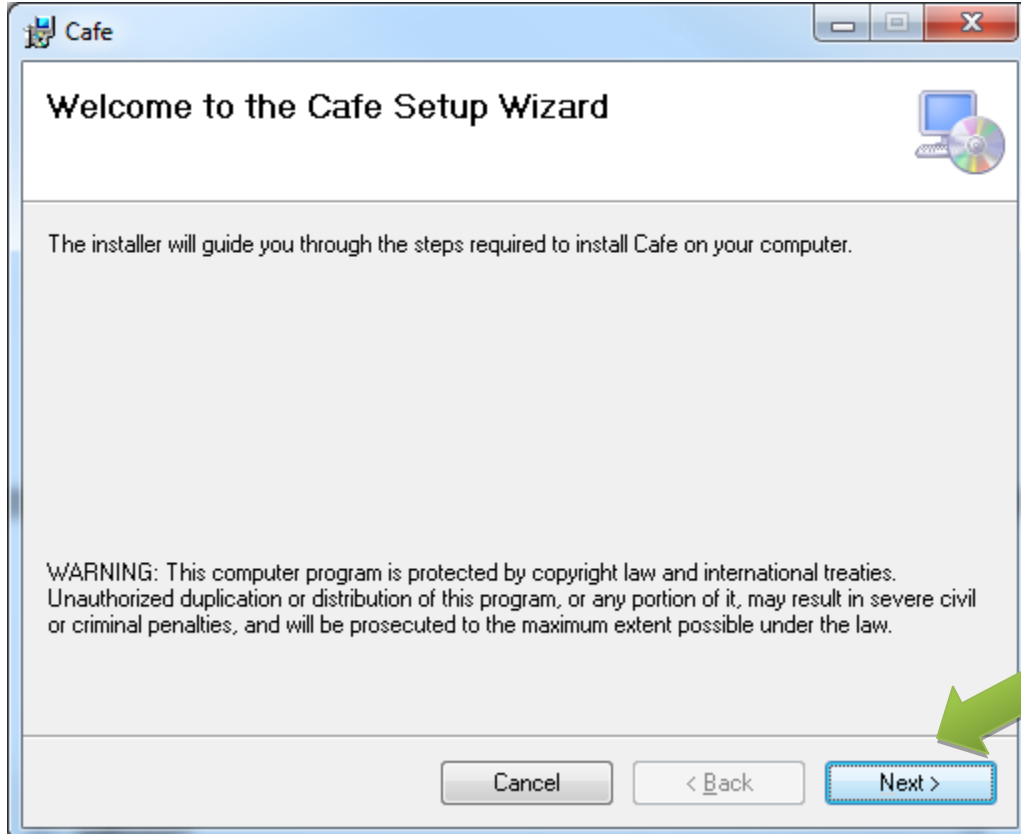 Cafe
Welcome to the Cafe Setup Wizard
The installer will guide you through the steps required to install Cafe on your computer.
WARNING: This computer program is protected by copyright law and international treaties.
Unauthorized duplication or distribution of this program, or any portion of it, may result in severe civil
or criminal penalties, and will be prosecuted to the maximum extent possible under the law.
Cancel < Back Next >